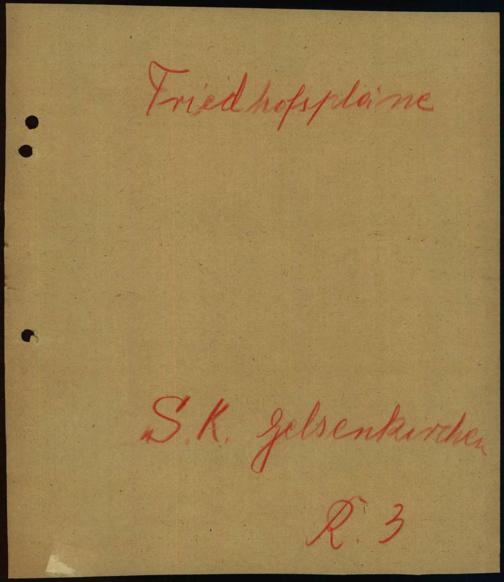 Friedhofspläne
S.K. Gelsenkirchen
R. 3